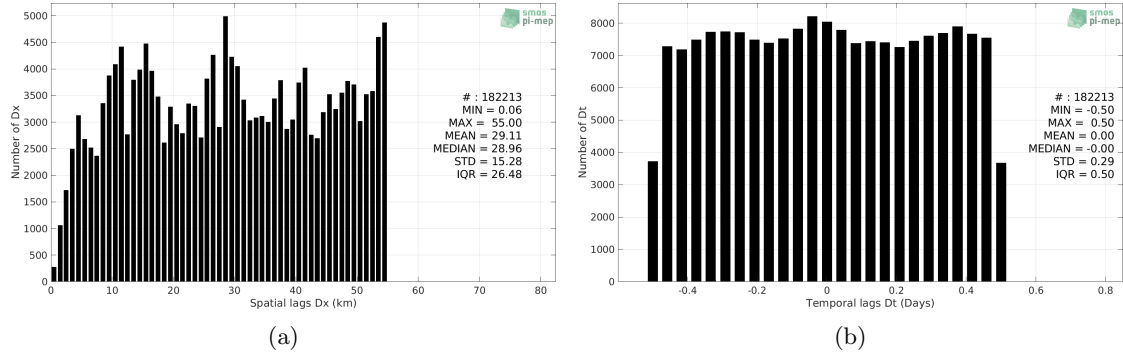 5000
4500
4000
3500
3000
2500
2000
1500
1000
500
0
Number of Dx
0 10 20 30 40 50 60 70 80
Spatial lags Dx (km)
smos
pi-mep
# : 182213
MIN = 0.06
MAX = 55.00
MEAN = 29.11
MEDIAN = 28.96
STD = 15.28
IQR = 26.48
(a)
8000
7000
6000
5000
4000
3000
2000
1000
0
Number of Dt
-0.4 -0.2 0 0.2 0.4 0.6 0.8
Temporal lags Dt (Days)
smos
pi-mep
# : 182213
MIN = -0.50
MAX = 0.50
MEAN = 0.00
MEDIAN = -0.00
STD = 0.29
IQR = 0.50
(b)